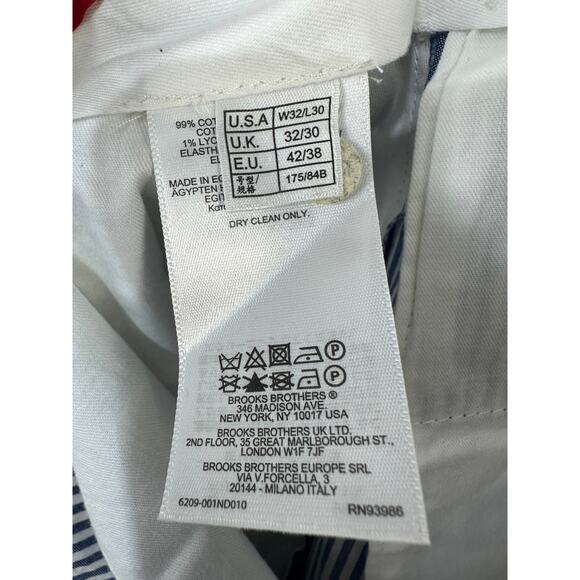 U.S.A W32/L30
U.K. 32/30
E.U. 42/38
号型/规格 175/84B
99% COT
COT
1% LYC
ELASTH
EL
MADE IN EG
ÄGYPTEN
EGIT
DRY CLEAN ONLY.
P
P
BROOKS BROTHERS ®
346 MADISON AVE.
NEW YORK, NY 10017 USA
BROOKS BROTHERS UK LTD.
2ND FLOOR, 35 GREAT MARLBOROUGH ST.,
LONDON W1F 7JF
BROOKS BROTHERS EUROPE SRL
VIA V.FORCELLA, 3
20144 - MILANO ITALY
6209-001ND010 RN93986